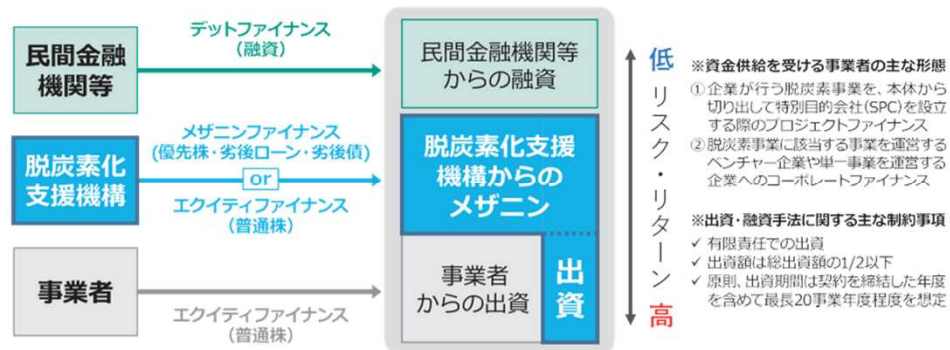 民間金融
機関等
デットファイナンス
(融資)
民間金融機関等
からの融資
脱炭素化
支援機構
メザニンファイナンス
(優先株・劣後ローン・劣後債)
or
エクイティファイナンス
(普通株)
脱炭素化支援
機構からの
メザニン
出資
事業者
エクイティファイナンス
(普通株)
事業者
からの出資
低
リスク・リターン
高
※資金供給を受ける事業者の主な形態
①企業が行う脱炭素事業を、本体から
切り出して特別目的会社(SPC)を設立
する際のプロジェクトファイナンス
②脱炭素事業に該当する事業を運営する
ベンチャー企業や単一事業を運営する
企業へのコーポレートファイナンス
※出資・融資手法に関する主な制約事項
✓ 有限責任での出資
✓ 出資額は総出資額の1/2以下
✓ 原則、出資期間は契約を締結した年度
を含めて最長20事業年度程度を想定